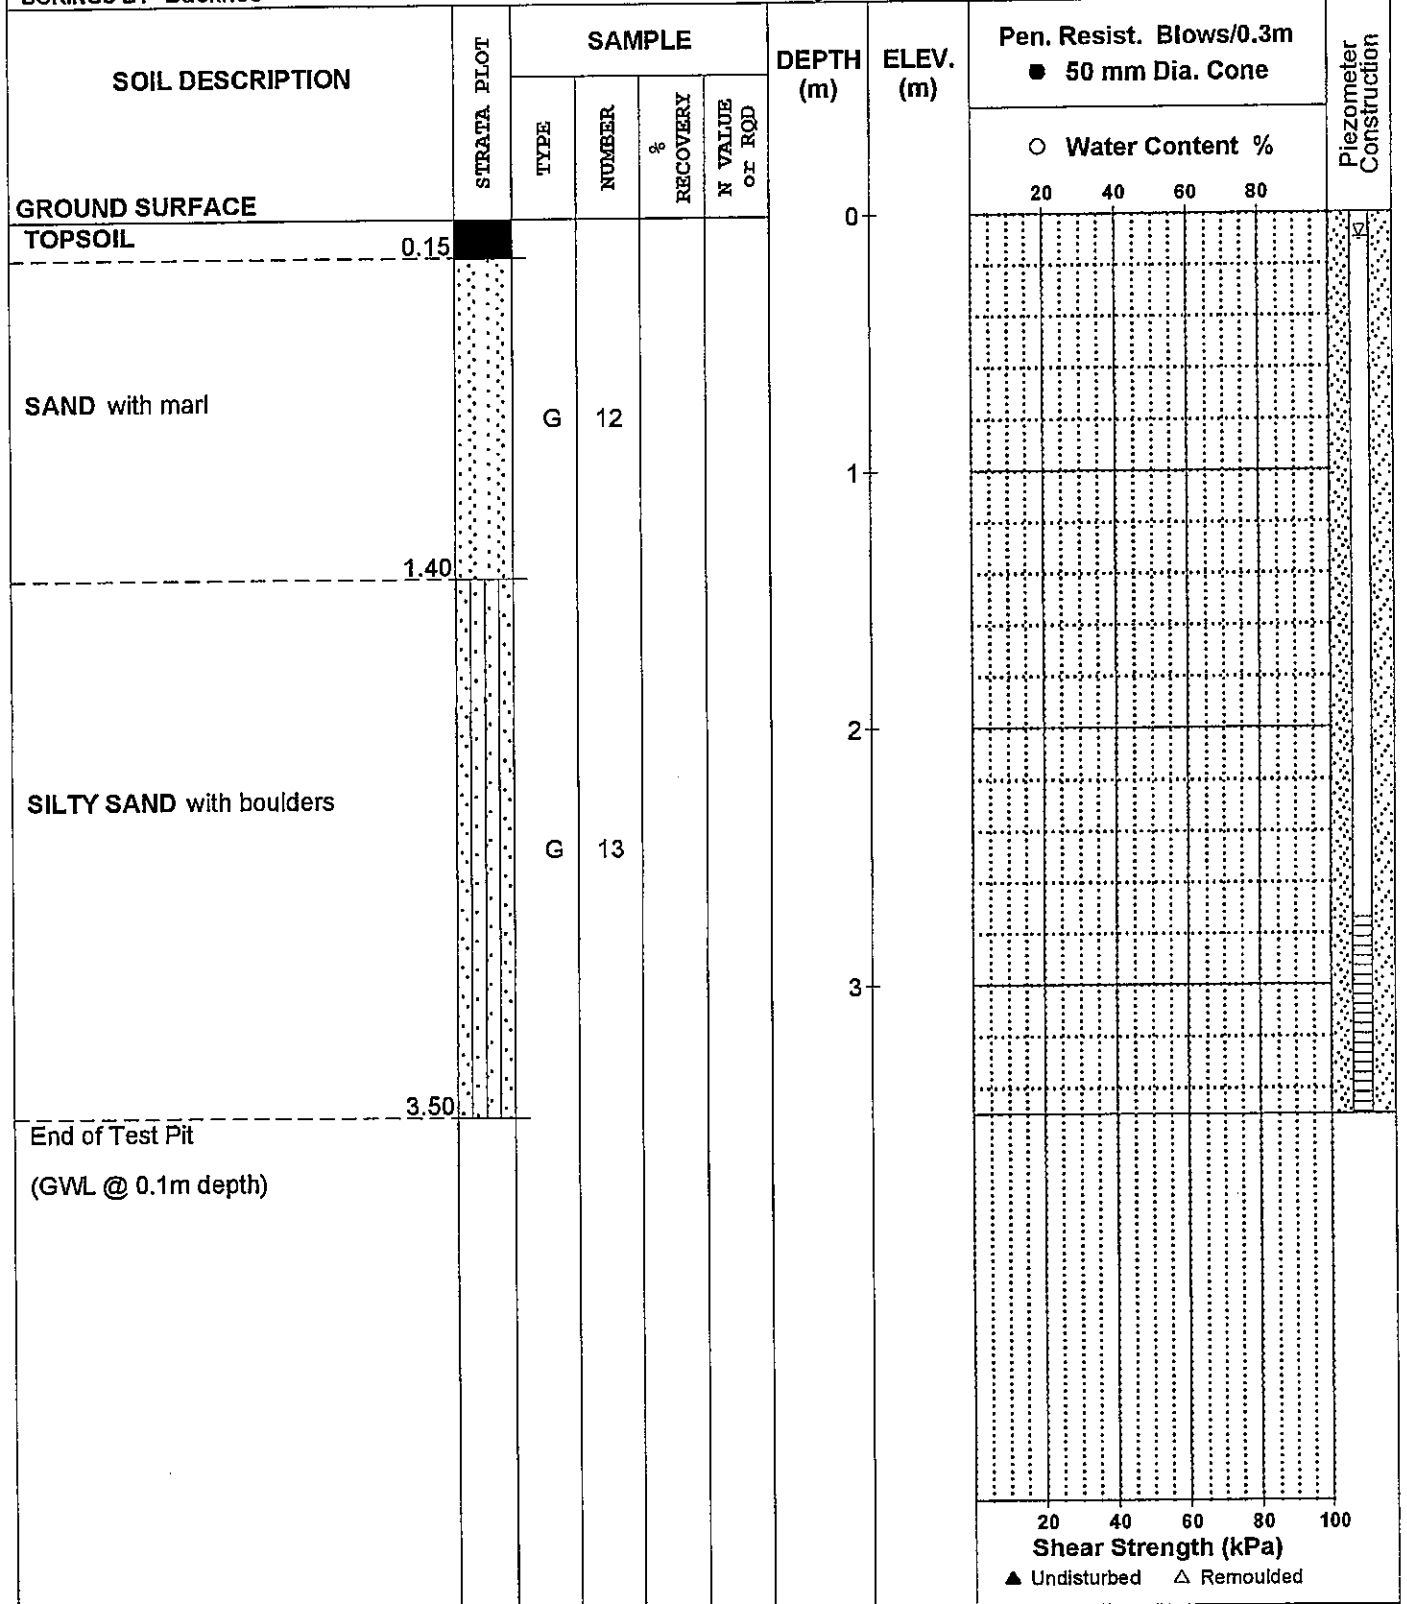 SOIL DESCRIPTION
GROUND SURFACE
STRATA PLOT
SAMPLE
TYPE
NUMBER
%
RECOVERY
N VALUE
or RQD
DEPTH
(m)
ELEV.
(m)
Pen. Resist. Blows/0.3m
● 50 mm Dia. Cone
○ Water Content %
20 40 60 80
Piezometer
Construction
TOPSOIL
0.15
0
SAND with marl
G 12
1
1.40
2
SILTY SAND with boulders
G 13
3
3.50
End of Test Pit
(GWL @ 0.1m depth)
20 40 60 80 100
Shear Strength (kPa)
▲ Undisturbed △ Remoulded